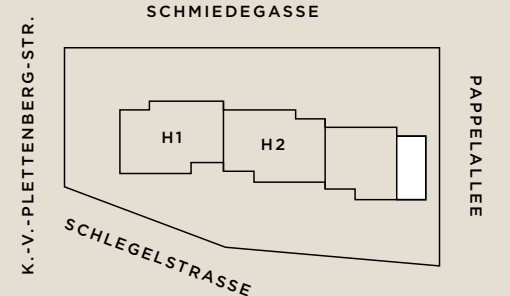 SCHMIEDEGASSE
K.-V.-PLETTENBERG-STR.
PAPPELALLEE
H1
H2
SCHLEGELSTRASSE